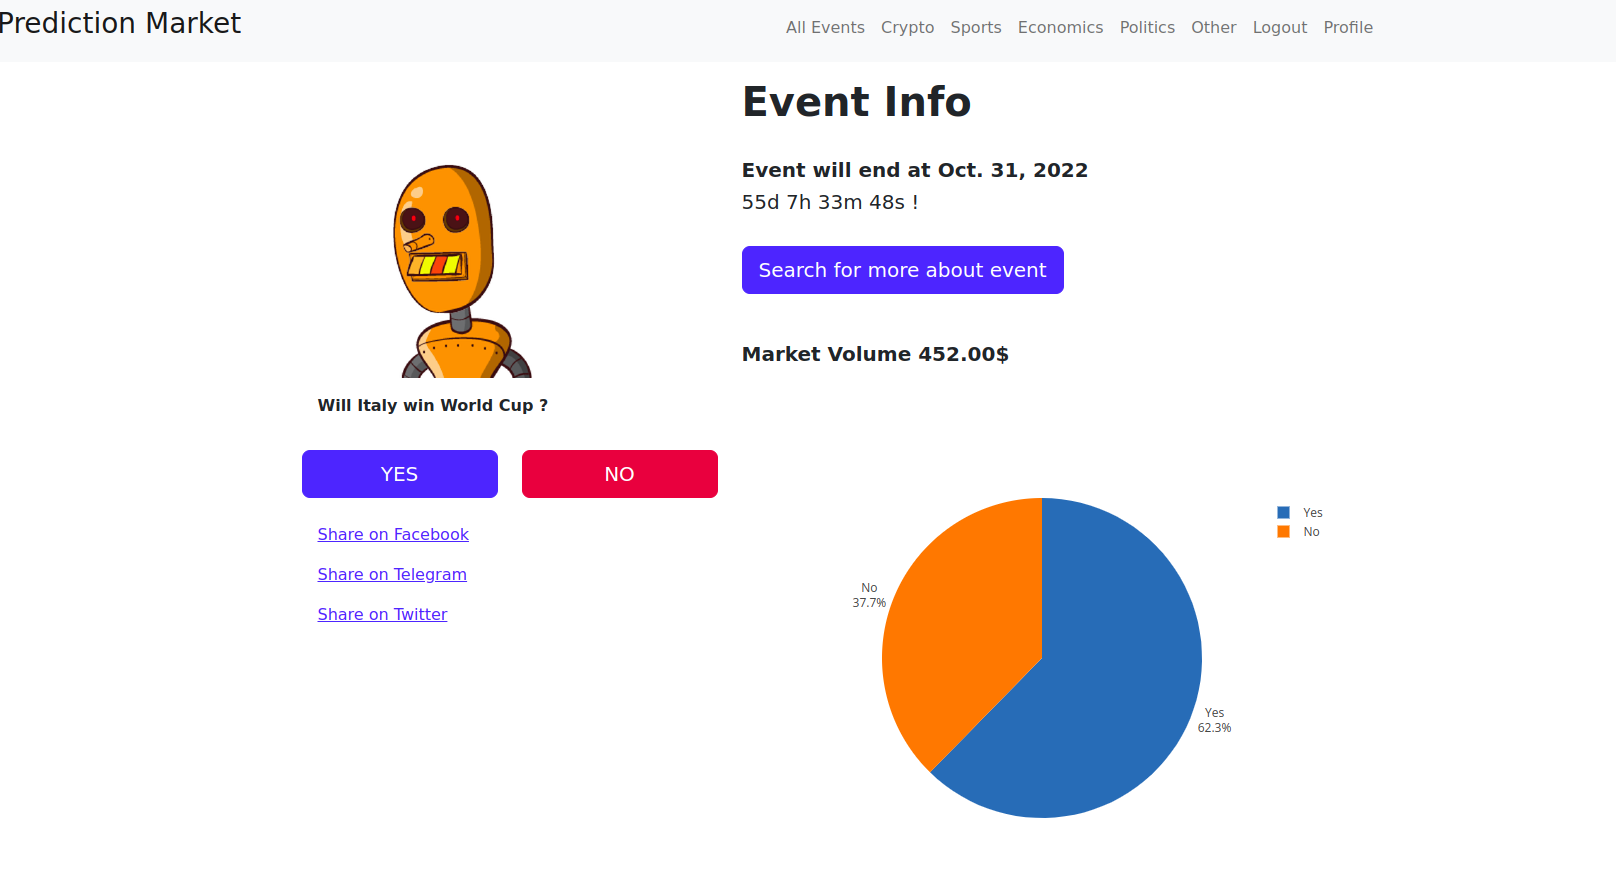 Prediction Market
All Events Crypto Sports Economics Politics Other Logout Profile
Event Info
Event will end at Oct. 31, 2022
55d 7h 33m 48s !
Search for more about event
Market Volume 452.00$
Will Italy win World Cup ?
YES NO
Share on Facebook
Share on Telegram
Share on Twitter
Yes
No
No
37.7%
Yes
62.3%